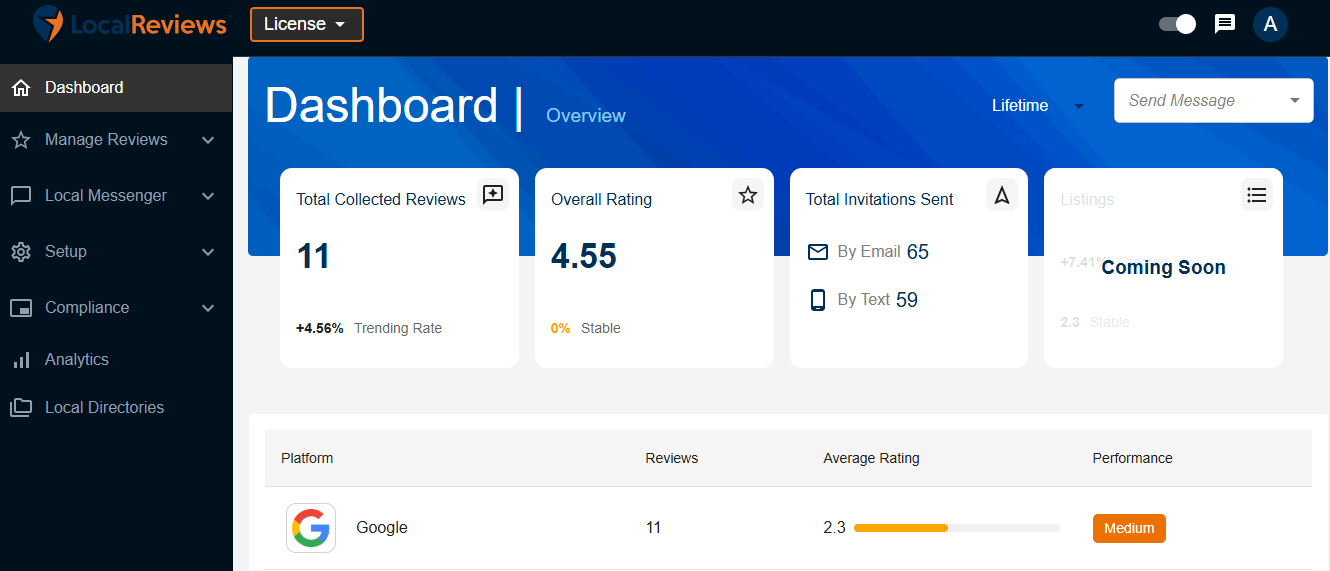 LocalReviews
License
A
Dashboard
Manage Reviews
Local Messenger
Setup
Compliance
Analytics
Local Directories
Dashboard |
Overview
Lifetime
Send Message
Total Collected Reviews
11
+4.56% Trending Rate
Overall Rating
4.55
0% Stable
Total Invitations Sent
By Email 65
By Text 59
Listings
+7.41%
Coming Soon
2.3 Stable
Platform Reviews Average Rating Performance
Google 11 2.3 Medium